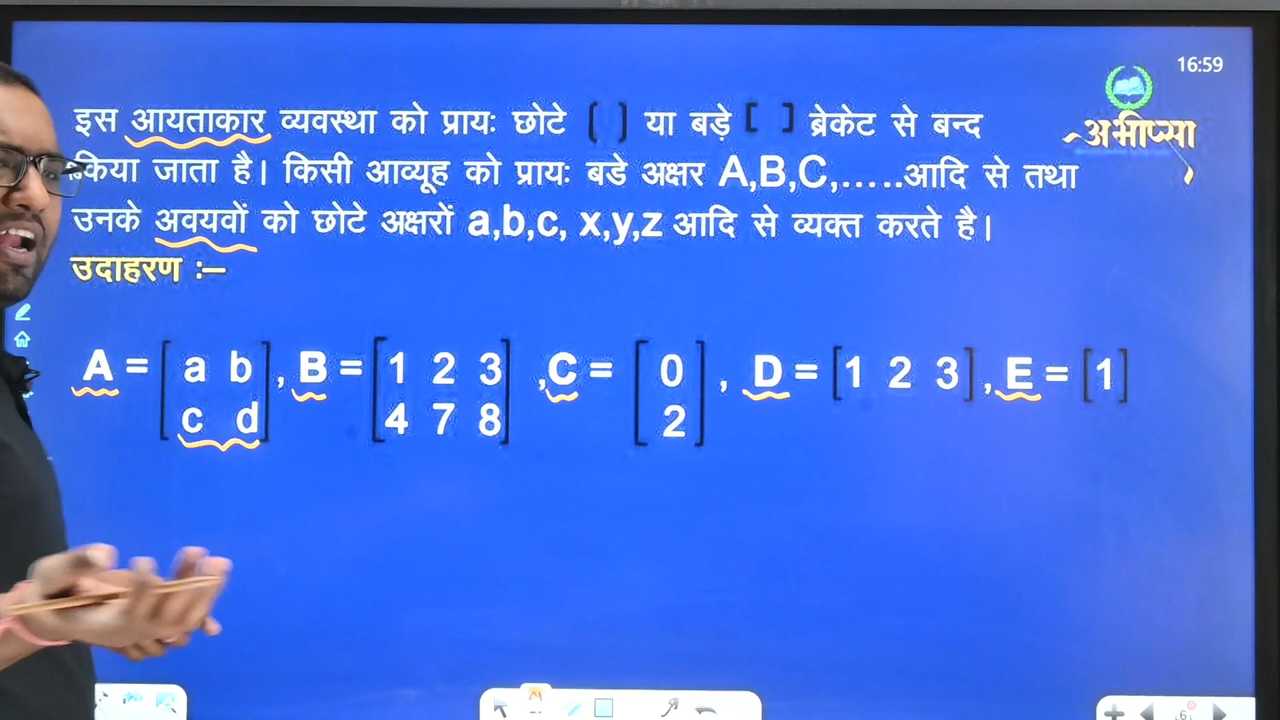 16:59
अभीप्सा
इस आयताकार व्यवस्था को प्रायः छोटे ( ) या बड़े [ ] ब्रेकेट से बन्द
किया जाता है। किसी आव्यूह को प्रायः बडे अक्षर A,B,C,.....आदि से तथा
उनके अवयवों को छोटे अक्षरों a,b,c, x,y,z आदि से व्यक्त करते है।
उदाहरण :–
A = [ a b ], B = [ 1 2 3 ] ,C = [ 0 ] , D = [1 2 3], E = [1]
c d 4 7 8 2